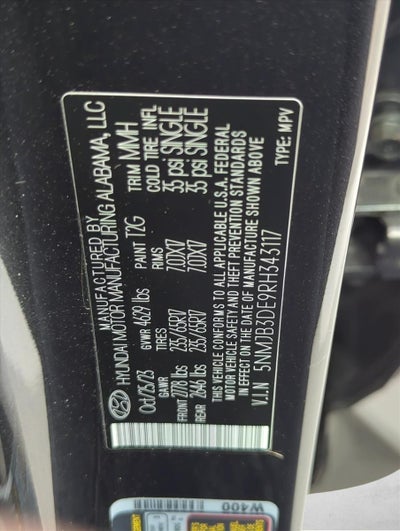 MANUFACTURED BY
HYUNDAI MOTOR MANUFACTURING ALABAMA, LLC
Oct/25/23 GVWR 4629 lbs PAINT T2G TRIM MMH
GAWR TIRES RIMS COLD TIRE INFL
FRONT 2778 lbs 235/65R17 7.0JX17 35 psi SINGLE
REAR 2646 lbs 235/65R17 7.0JX17 35 psi SINGLE
THIS VEHICLE CONFORMS TO ALL APPLICABLE U.S.A. FEDERAL
MOTOR VEHICLE SAFETY AND THEFT PREVENTION STANDARDS
IN EFFECT ON THE DATE OF MANUFACTURE SHOWN ABOVE
V.I.N 5NMJB3DE9RH343117 TYPE: MPV
W400